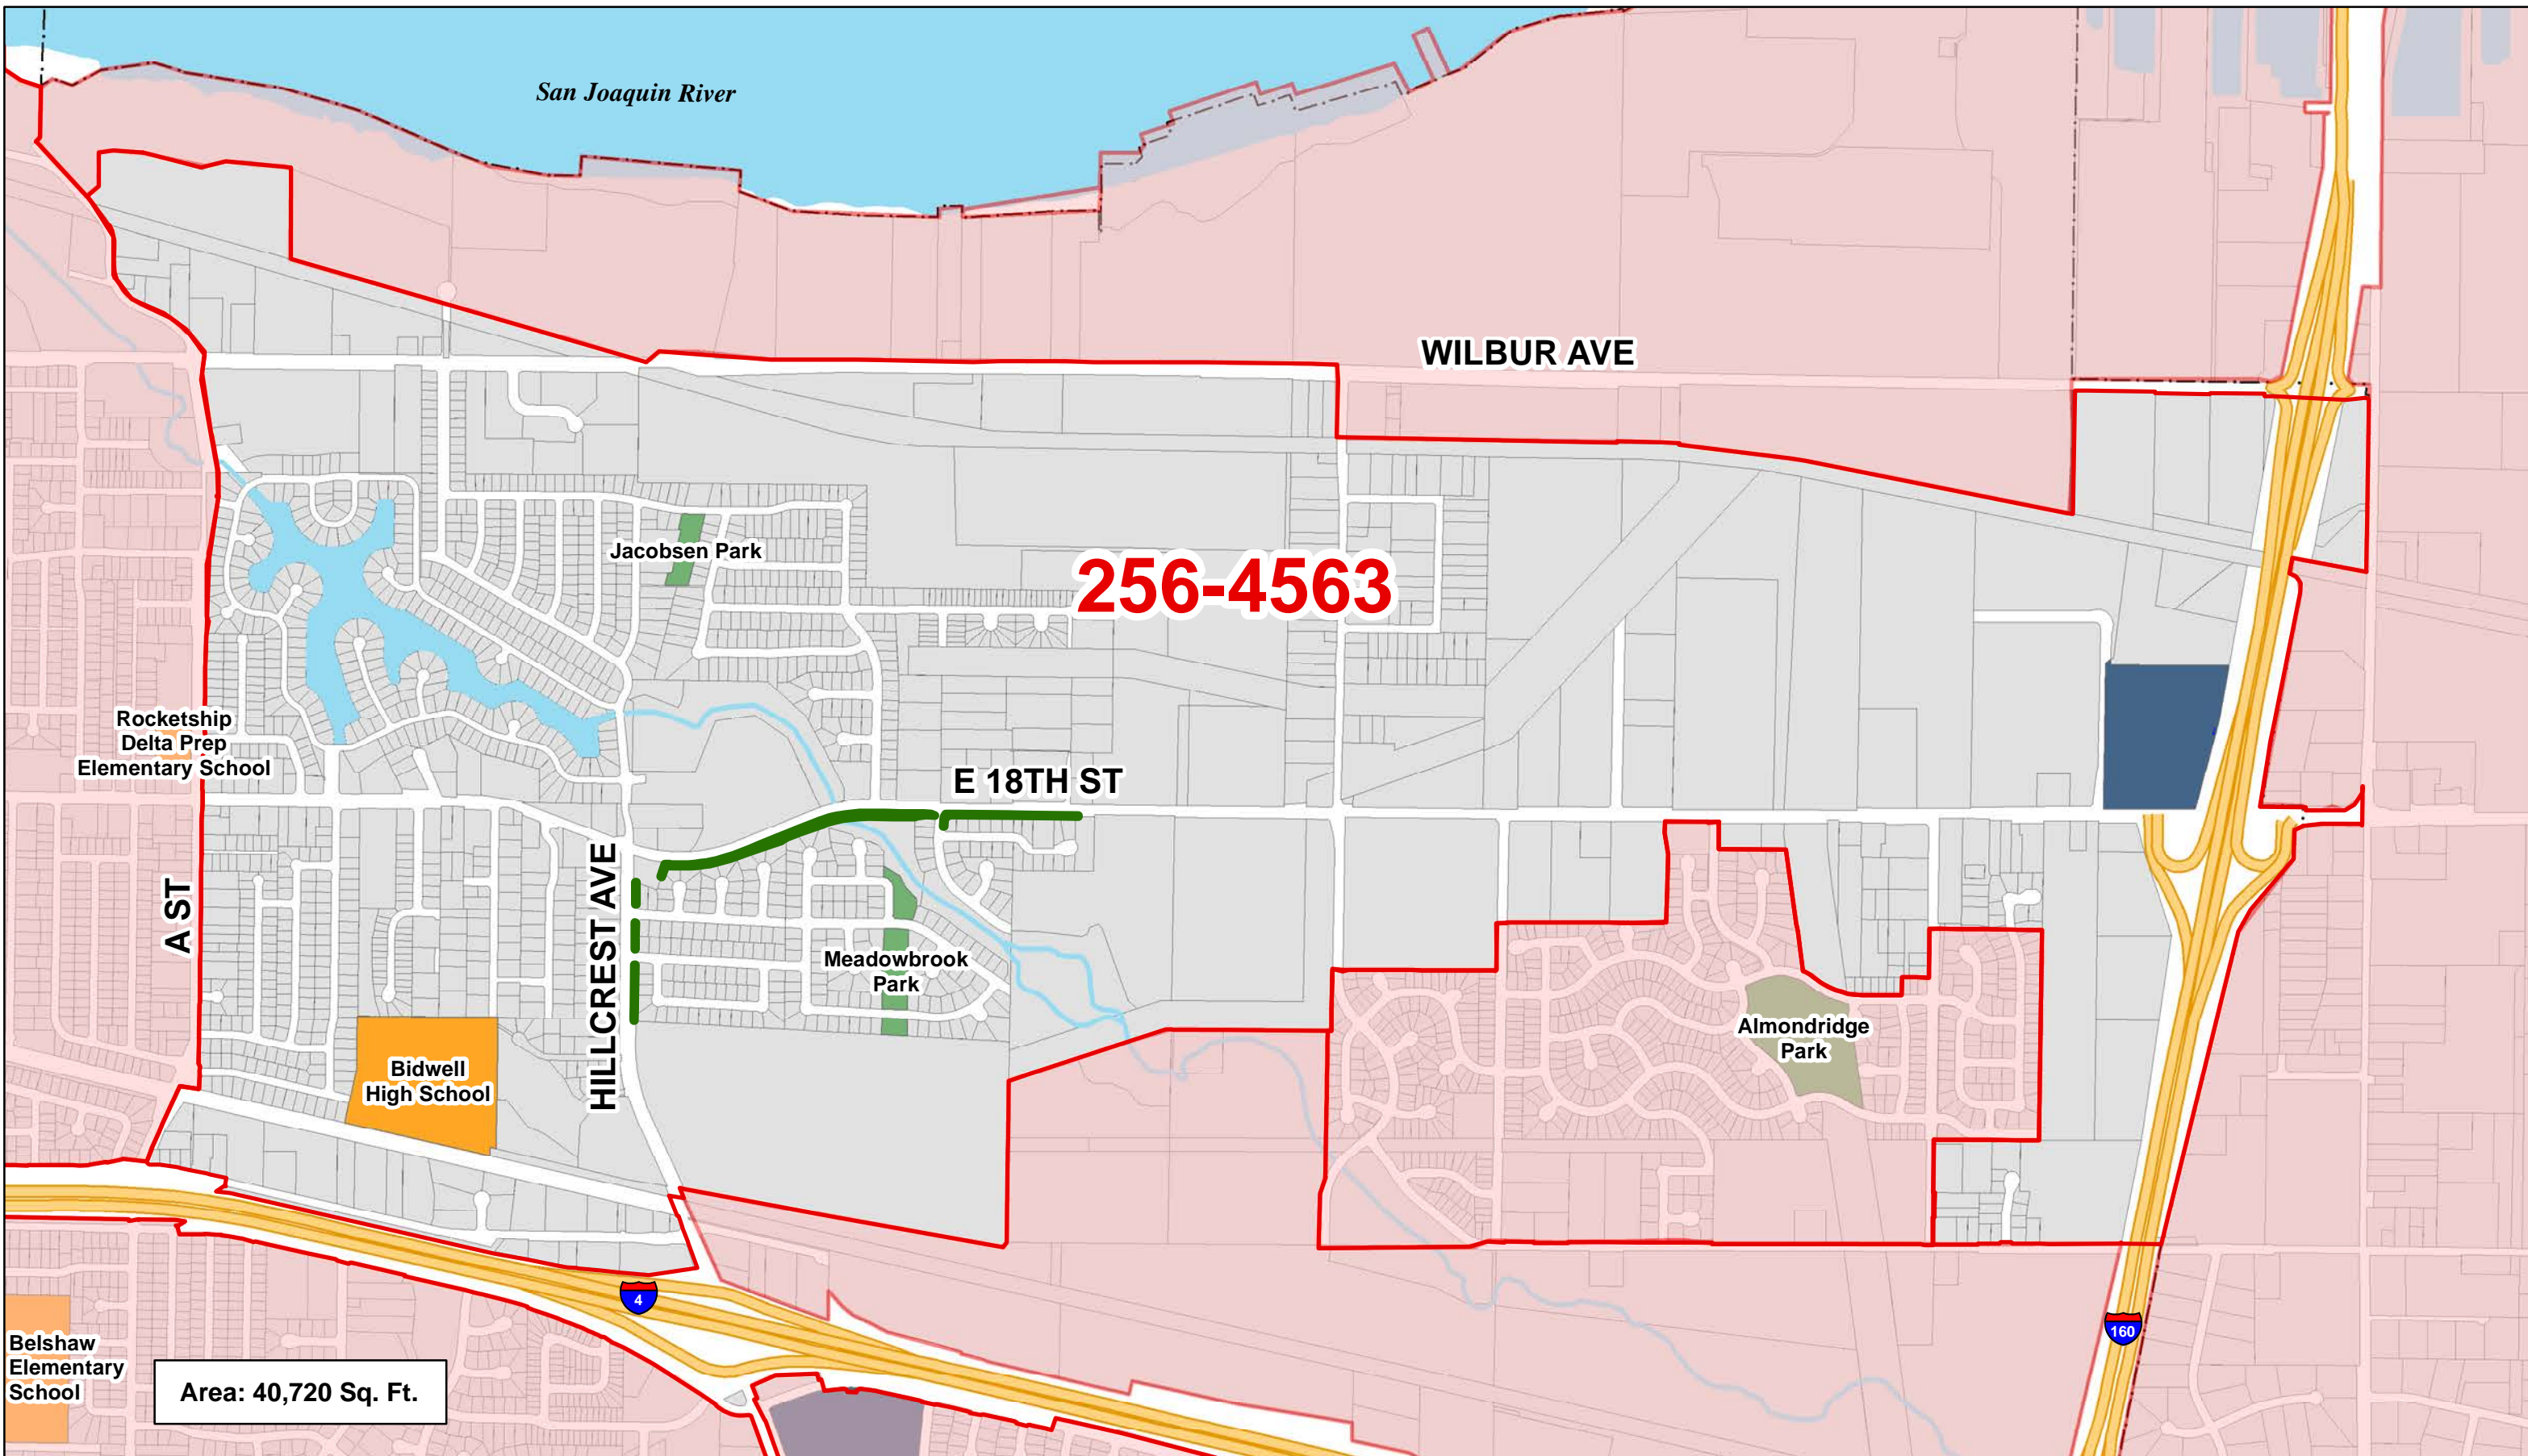 San Joaquin River
WILBUR AVE
Jacobsen Park
256-4563
Rocketship
Delta Prep
Elementary School
E 18TH ST
A ST
HILLCREST AVE
Meadowbrook
Park
Almondridge
Park
Bidwell
High School
4
160
Belshaw
Elementary
School
Area: 40,720 Sq. Ft.